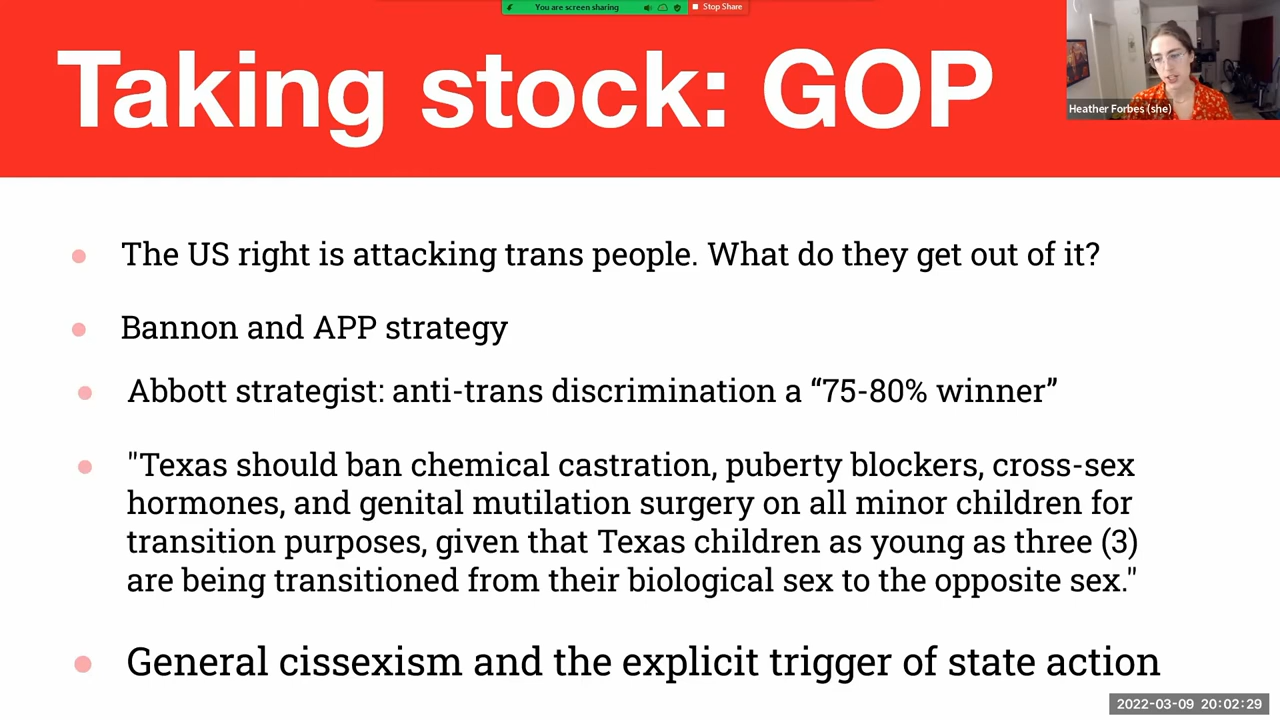 You are screen sharing
Stop Share
Taking stock: GOP
Heather Forbes (she)
The US right is attacking trans people. What do they get out of it?
Bannon and APP strategy
Abbott strategist: anti-trans discrimination a “75-80% winner”
"Texas should ban chemical castration, puberty blockers, cross-sex
hormones, and genital mutilation surgery on all minor children for
transition purposes, given that Texas children as young as three (3)
are being transitioned from their biological sex to the opposite sex."
General cissexism and the explicit trigger of state action
2022-03-09 20:02:29